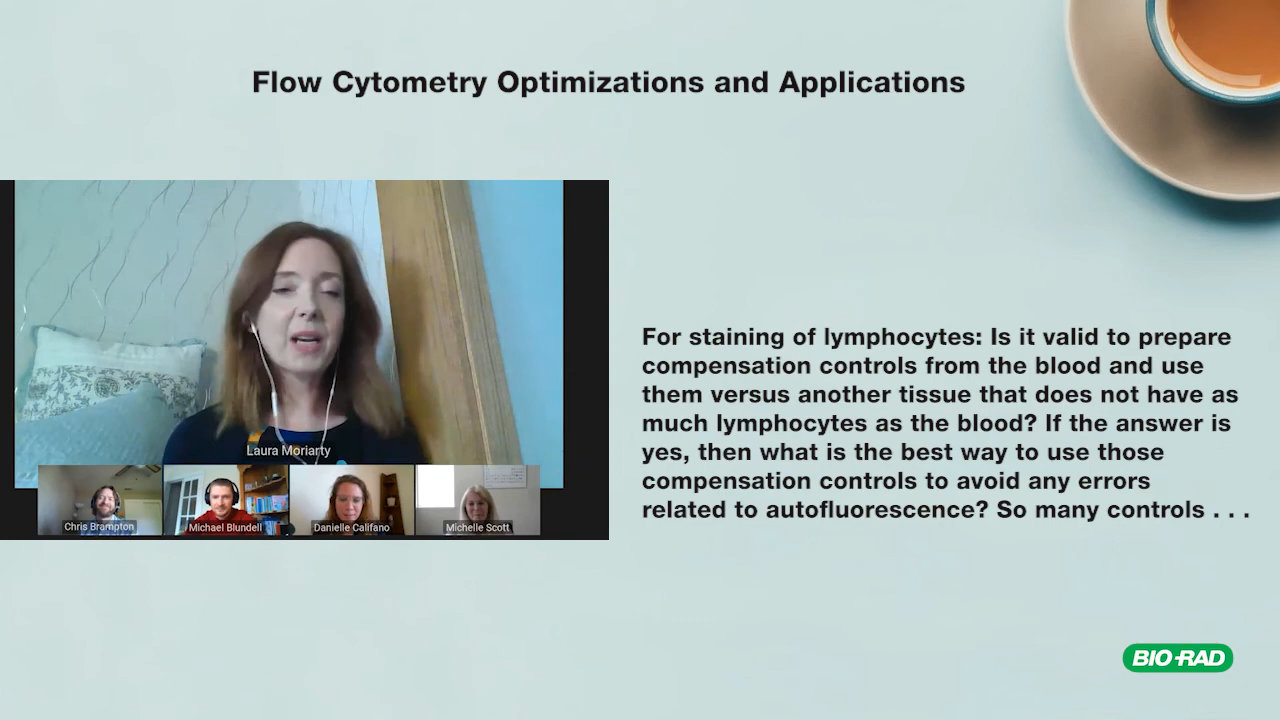 Flow Cytometry Optimizations and Applications
Laura Moriarty
Chris Brampton
Michael Blundell
Danielle Califano
Michelle Scott
For staining of lymphocytes: Is it valid to prepare
compensation controls from the blood and use
them versus another tissue that does not have as
much lymphocytes as the blood? If the answer is
yes, then what is the best way to use those
compensation controls to avoid any errors
related to autofluorescence? So many controls . . .
BIO-RAD